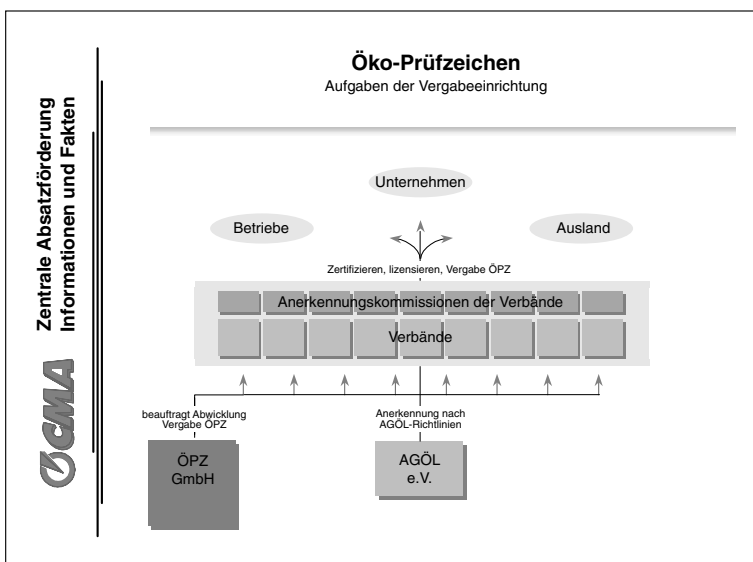 Öko-Prüfzeichen
Aufgaben der Vergabeeinrichtung
Zentrale Absatzförderung
Informationen und Fakten
CMA
Unternehmen
Betriebe
Ausland
Zertifizieren, lizensieren, Vergabe ÖPZ
Anerkennungskommissionen der Verbände
Verbände
beauftragt Abwicklung
Vergabe ÖPZ
Anerkennung nach
AGÖL-Richtlinien
ÖPZ
GmbH
AGÖL
e.V.